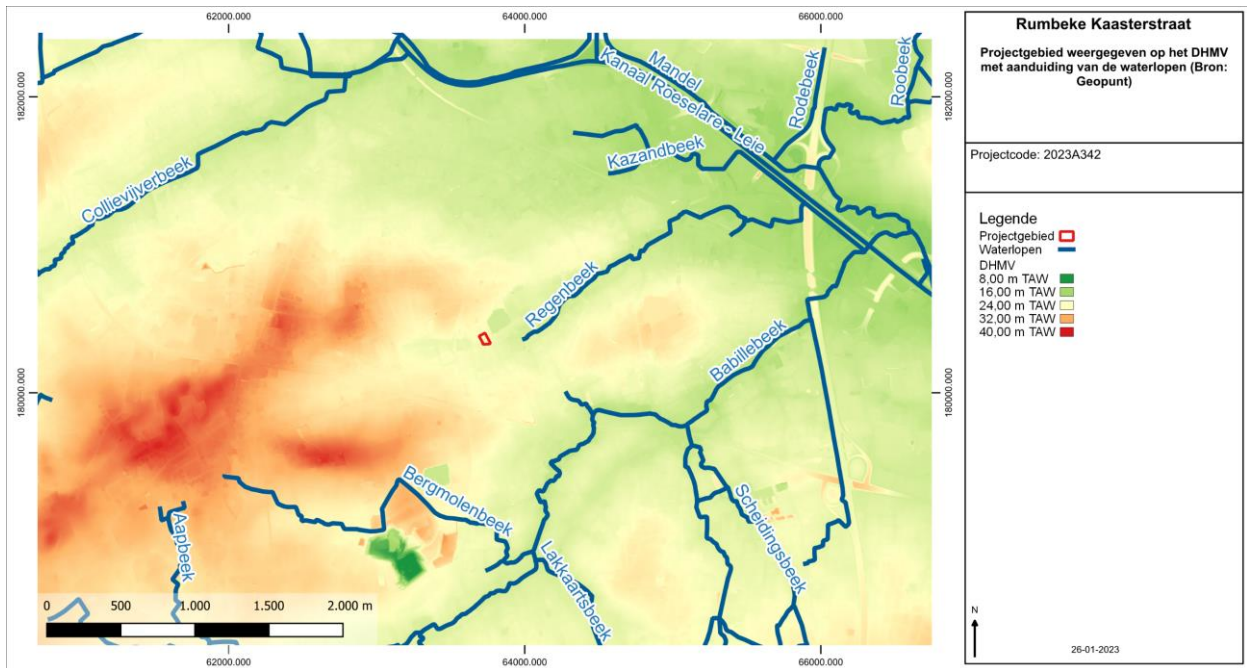 62000.000
64000.000
66000.000
182000.000
180000.000
182000.000
180000.000
Mandel
Kanaal Roeselare - Leie
Rodebeek
Roobeek
Kazandbeek
Collievijverbeek
Regenbeek
Babillebeek
Bergmolenbeek
Scheidingsbeek
Aapbeek
Lakkaartsbeek
0 500 1.000 1.500 2.000 m
62000.000
64000.000
66000.000
Rumbeke Kaasterstraat
Projectgebied weergegeven op het DHMV
met aanduiding van de waterlopen (Bron:
Geopunt)
Projectcode: 2023A342
Legende
Projectgebied
Waterlopen
DHMV
8,00 m TAW
16,00 m TAW
24,00 m TAW
32,00 m TAW
40,00 m TAW
N
26-01-2023